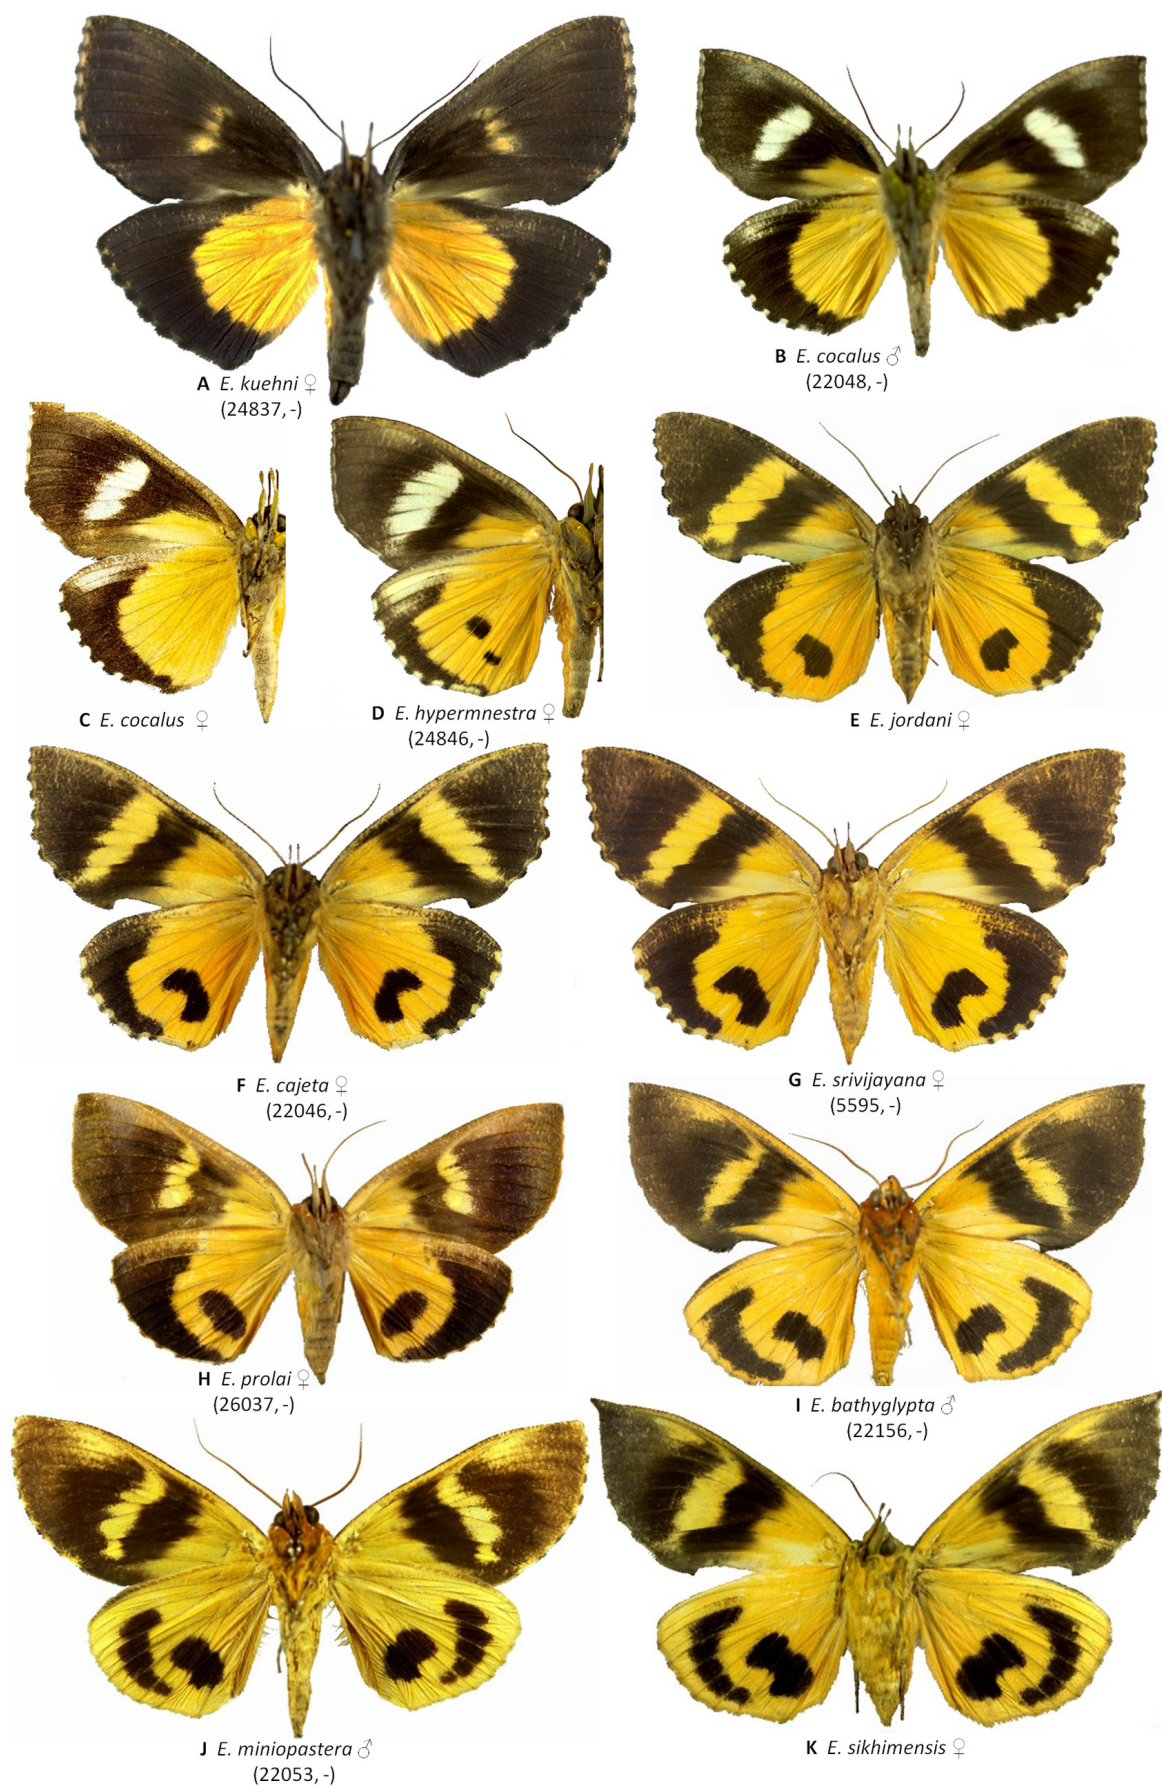 A E. kuehni ♀
(24837, -)
B E. cocalus ♂
(22048, -)
C E. cocalus ♀
D E. hypermnestra ♀
(24846, -)
E E. jordani ♀
F E. cajeta ♀
(22046, -)
G E. srivijayana ♀
(5595, -)
H E. prolai ♀
(26037, -)
I E. bathyglypta ♂
(22156, -)
J E. miniopastera ♂
(22053, -)
K E. sikhimensis ♀